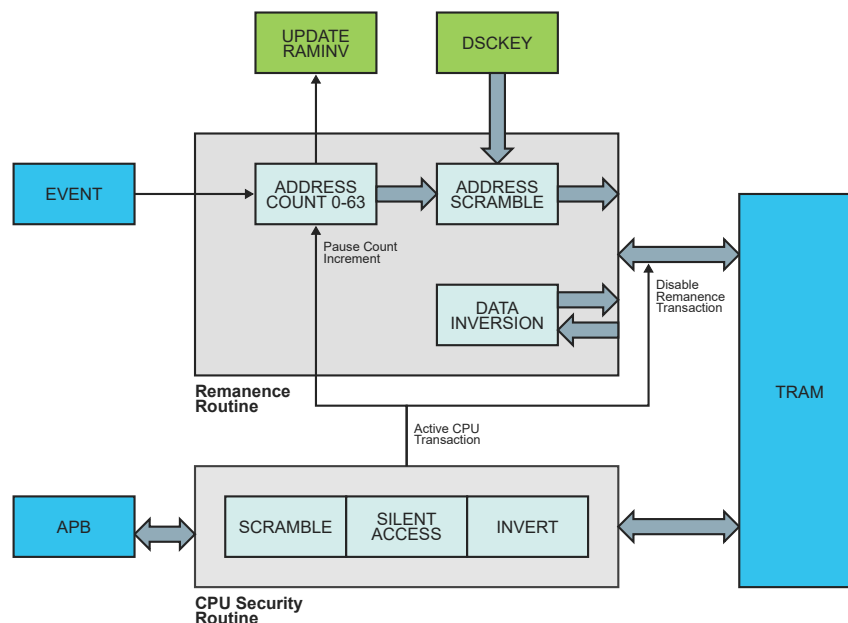 UPDATE
RAMINV
DSCKEY
EVENT
ADDRESS
COUNT 0-63
ADDRESS
SCRAMBLE
Pause Count
Increment
Disable
Remanence
Transaction
DATA
INVERSION
Remanence
Routine
TRAM
Active CPU
Transaction
APB
SCRAMBLE
SILENT
ACCESS
INVERT
CPU Security
Routine